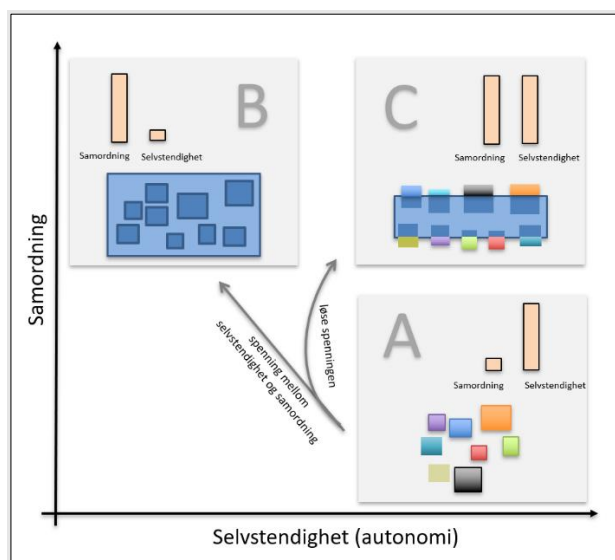 Samordning
B
Samordning
Selvstendighet
C
Samordning
Selvstendighet
spenning mellom
selvstendighet og samordning
løse spenningen
A
Samordning
Selvstendighet
Selvstendighet (autonomi)